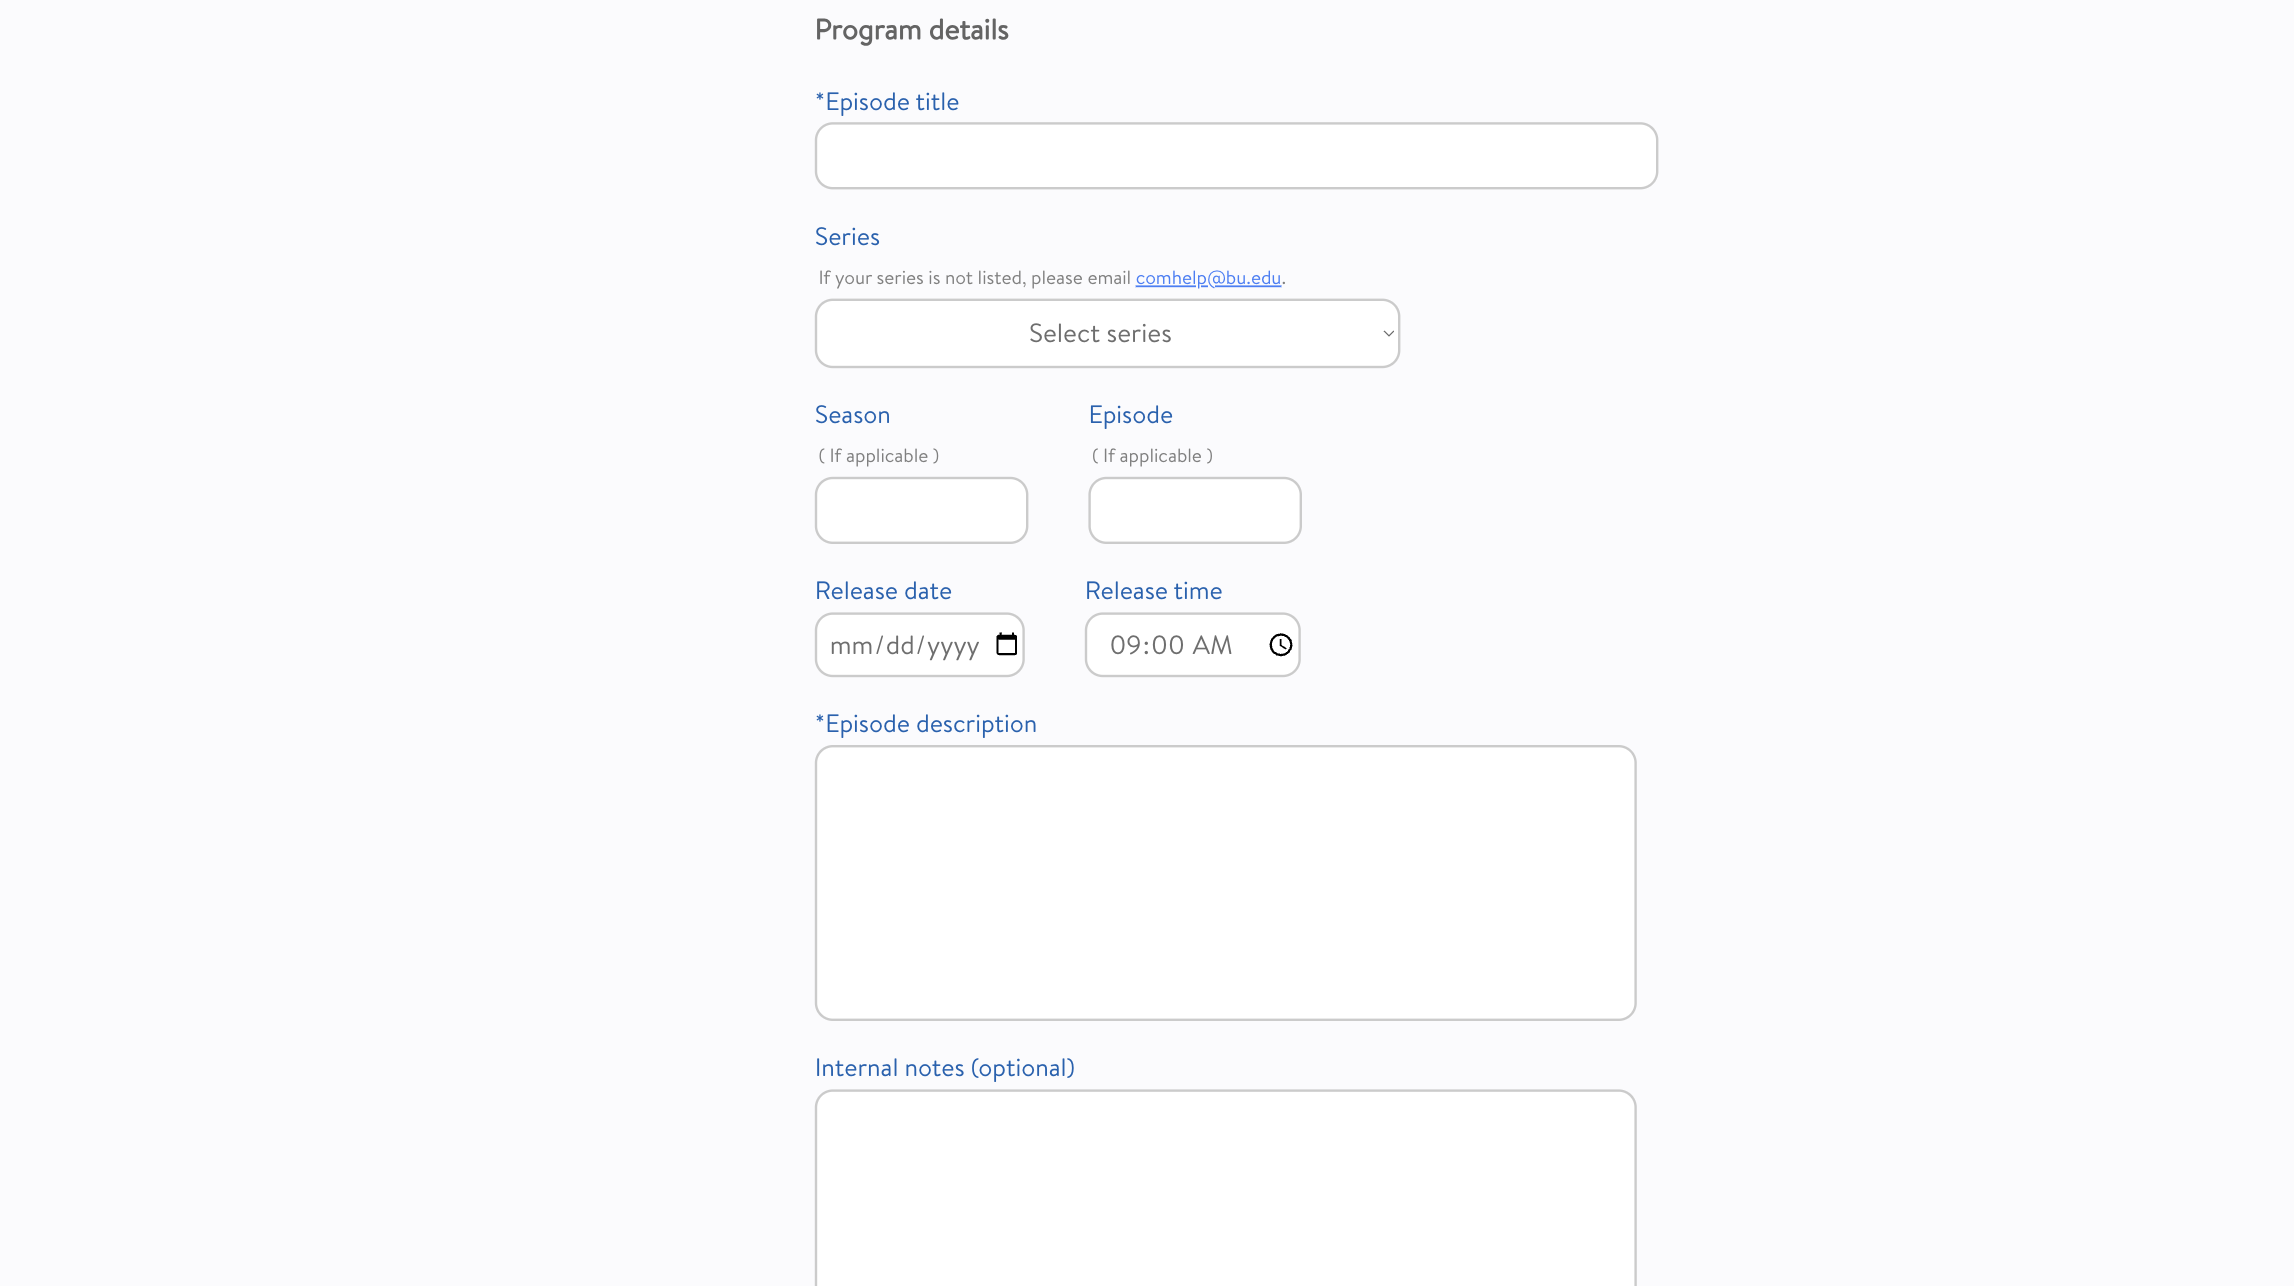 Program details
*Episode title
Series
If your series is not listed, please email comhelp@bu.edu.
Select series
Season Episode
( If applicable ) ( If applicable )
Release date Release time
mm/dd/yyyy 09:00 AM
*Episode description
Internal notes (optional)